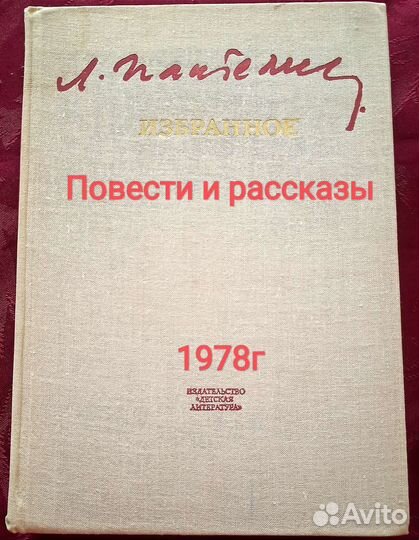 Л. Пантелеев.
ИЗБРАННОЕ
Повести и рассказы
1978г
ИЗДАТЕЛЬСТВО
«ДЕТСКАЯ
ЛИТЕРАТУРА»
Avito